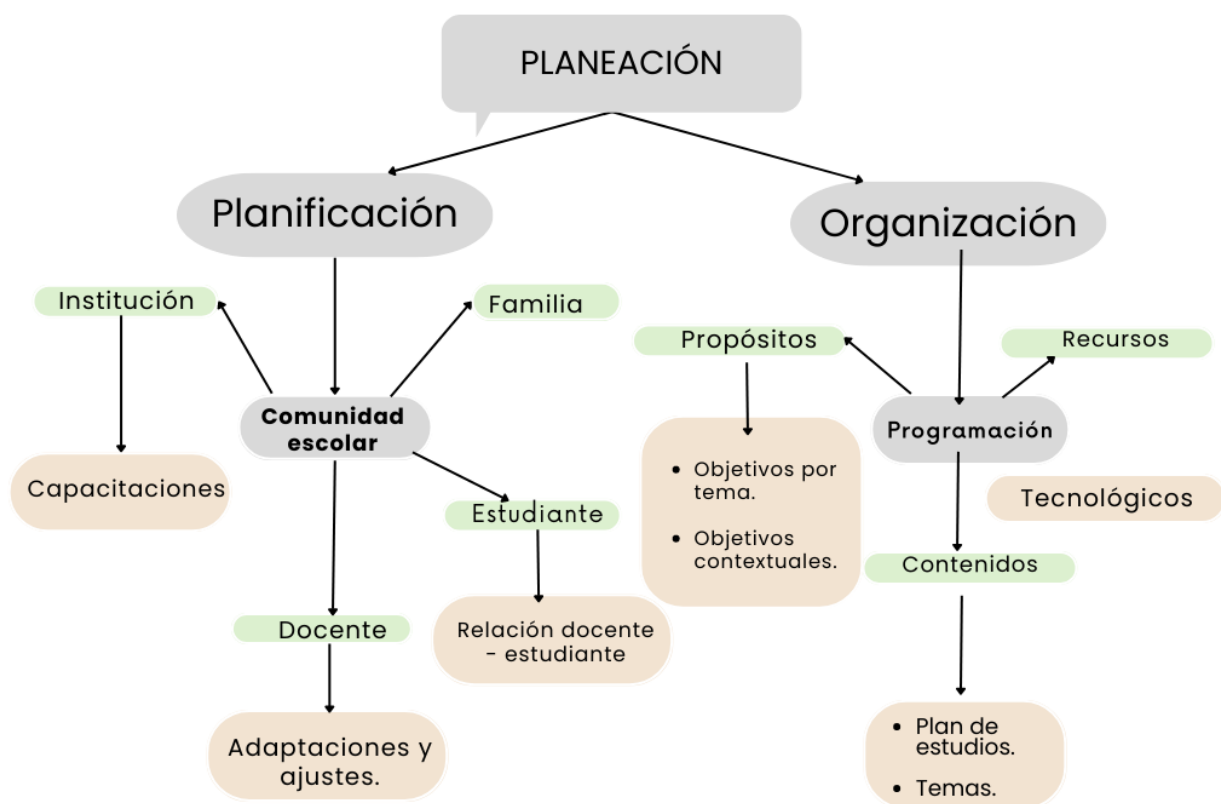 PLANEACIÓN
Planificación
Organización
Institución
Familia
Propósitos
Recursos
Comunidad
escolar
Programación
Capacitaciones
• Objetivos por
tema.
• Objetivos
contextuales.
Tecnológicos
Estudiante
Contenidos
Docente
Relación docente
- estudiante
Adaptaciones y
ajustes.
• Plan de
estudios.
• Temas.